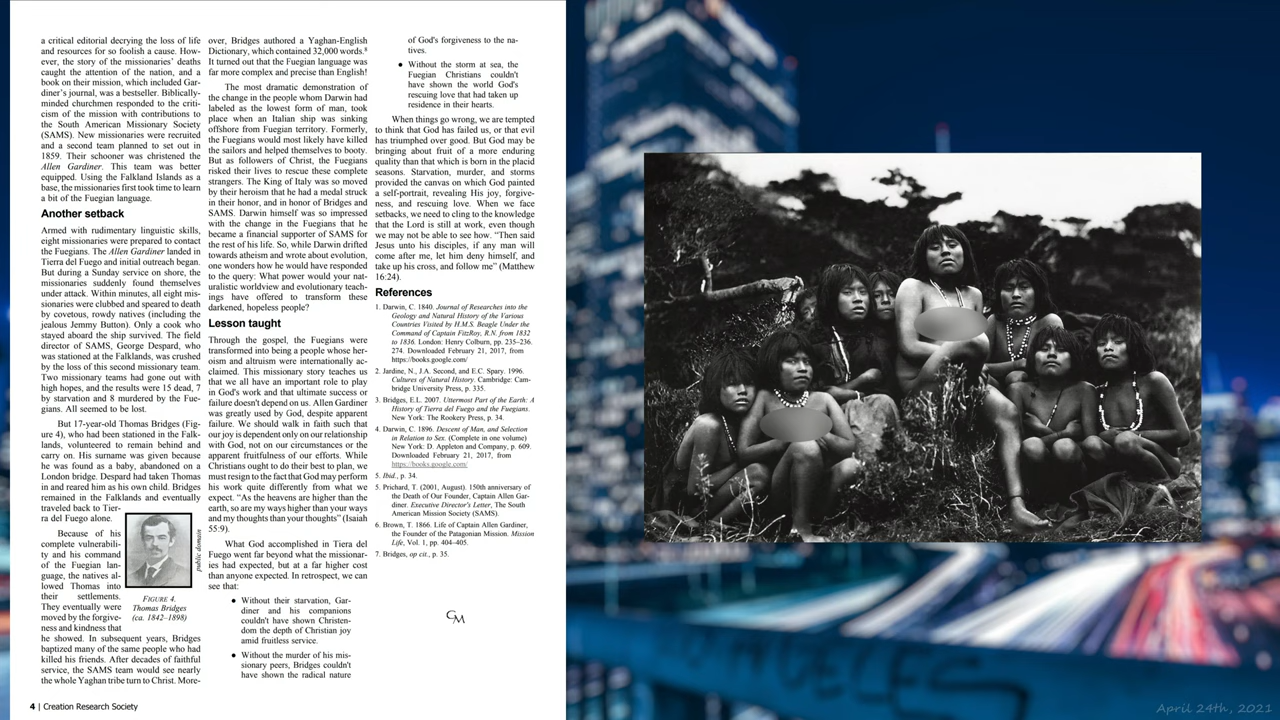 a critical editorial decrying the loss of life
and resources for so foolish a cause. How-
ever, the story of the missionaries' deaths
caught the attention of the nation, and a
book on their mission, which included Gar-
diner's journal, was a bestseller. Biblically-
minded churchmen responded to the criti-
cism of the mission with contributions to
the South American Missionary Society
(SAMS). New missionaries were recruited
and a second team planned to set out in
1859. Their schooner was christened the
Allen Gardiner. This team was better
equipped. Using the Falkland Islands as a
base, the missionaries first took time to learn
a bit of the Fuegian language.
Another setback
Armed with rudimentary linguistic skills,
eight missionaries were prepared to contact
the Fuegians. The Allen Gardiner landed in
Tierra del Fuego and initial outreach began.
But during a Sunday service on shore, the
missionaries suddenly found themselves
under attack. Within minutes, all eight mis-
sionaries were clubbed and speared to death
by covetous, rowdy natives (including the
jealous Jemmy Button). Only a cook who
stayed aboard the ship survived. The field
director of SAMS, George Despard, who
was stationed at the Falklands, was crushed
by the loss of this second missionary team.
Two missionary teams had gone out with
high hopes, and the results were 15 dead, 7
by starvation and 8 murdered by the Fue-
gians. All seemed to be lost.
But 17-year-old Thomas Bridges (Fig-
ure 4), who had been stationed in the Falk-
lands, volunteered to remain behind and
carry on. His surname was given because
he was found as a baby, abandoned on a
London bridge. Despard had taken Thomas
in and reared him as his own child. Bridges
remained in the Falklands and eventually
traveled back to Tier-
ra del Fuego alone.
Because of his
complete vulnerabili-
ty and his command
of the Fuegian lan-
guage, the natives al-
lowed Thomas into
their settlements.
They eventually were
moved by the forgive-
ness and kindness that
he showed. In subsequent years, Bridges
baptized many of the same people who had
killed his friends. After decades of faithful
service, the SAMS team would see nearly
the whole Yaghan tribe turn to Christ. More-
public domain
FIGURE 4.
Thomas Bridges
(ca. 1842–1898)
over, Bridges authored a Yaghan-English
Dictionary, which contained 32,000 words.8
It turned out that the Fuegian language was
far more complex and precise than English!
The most dramatic demonstration of
the change in the people whom Darwin had
labeled as the lowest form of man, took
place when an Italian ship was sinking
offshore from Fuegian territory. Formerly,
the Fuegians would most likely have killed
the sailors and helped themselves to booty.
But as followers of Christ, the Fuegians
risked their lives to rescue these complete
strangers. The King of Italy was so moved
by their heroism that he had a medal struck
in their honor, and in honor of Bridges and
SAMS. Darwin himself was so impressed
with the change in the Fuegians that he
became a financial supporter of SAMS for
the rest of his life. So, while Darwin drifted
towards atheism and wrote about evolution,
one wonders how he would have responded
to the query: What power would your nat-
uralistic worldview and evolutionary teach-
ings have offered to transform these
darkened, hopeless people?
Lesson taught
Through the gospel, the Fuegians were
transformed into being a people whose her-
oism and altruism were internationally ac-
claimed. This missionary story teaches us
that we all have an important role to play
in God's work and that ultimate success or
failure doesn't depend on us. Allen Gardiner
was greatly used by God, despite apparent
failure. We should walk in faith such that
our joy is dependent only on our relationship
with God, not on our circumstances or the
apparent fruitfulness of our efforts. While
Christians ought to do their best to plan, we
must resign to the fact that God may perform
his work quite differently from what we
expect. “As the heavens are higher than the
earth, so are my ways higher than your ways
and my thoughts than your thoughts” (Isaiah
55:9).
What God accomplished in Tiera del
Fuego went far beyond what the missionar-
ies had expected, but at a far higher cost
than anyone expected. In retrospect, we can
see that:
● Without their starvation, Gar-
diner and his companions
couldn't have shown Christen-
dom the depth of Christian joy
amid fruitless service.
● Without the murder of his mis-
sionary peers, Bridges couldn't
have shown the radical nature
of God's forgiveness to the na-
tives.
● Without the storm at sea, the
Fuegian Christians couldn't
have shown the world God's
rescuing love that had taken up
residence in their hearts.
When things go wrong, we are tempted
to think that God has failed us, or that evil
has triumphed over good. But God may be
bringing about fruit of a more enduring
quality than that which is born in the placid
seasons. Starvation, murder, and storms
provided the canvas on which God painted
a self-portrait, revealing His joy, forgive-
ness, and rescuing love. When we face
setbacks, we need to cling to the knowledge
that the Lord is still at work, even though
we may not be able to see how. “Then said
Jesus unto his disciples, if any man will
come after me, let him deny himself, and
take up his cross, and follow me” (Matthew
16:24).
References
1. Darwin, C. 1840. Journal of Researches into the
Geology and Natural History of the Various
Countries Visited by H.M.S. Beagle Under the
Command of Captain FitzRoy, R.N. from 1832
to 1836. London: Henry Colburn, pp. 235–236.
274. Downloaded February 21, 2017, from
https://books.google.com/
2. Jardine, N., J.A. Second, and E.C. Spary. 1996.
Cultures of Natural History. Cambridge: Cam-
bridge University Press, p. 335.
3. Bridges, E.L. 2007. Uttermost Part of the Earth: A
History of Tierra del Fuego and the Fuegians.
New York: The Rookery Press, p. 34.
4. Darwin, C. 1896. Descent of Man, and Selection
in Relation to Sex. (Complete in one volume)
New York: D. Appleton and Company, p. 609.
Downloaded February 21, 2017, from
https://books.google.com/
5. Ibid., p. 34.
5. Prichard, T. (2001, August). 150th anniversary of
the Death of Our Founder, Captain Allen Gar-
diner. Executive Director's Letter, The South
American Mission Society (SAMS).
6. Brown, T. 1866. Life of Captain Allen Gardiner,
the Founder of the Patagonian Mission. Mission
Life, Vol. 1, pp. 404–405.
7. Bridges, op cit., p. 35.
CM
4 | Creation Research Society
April 24th, 2021